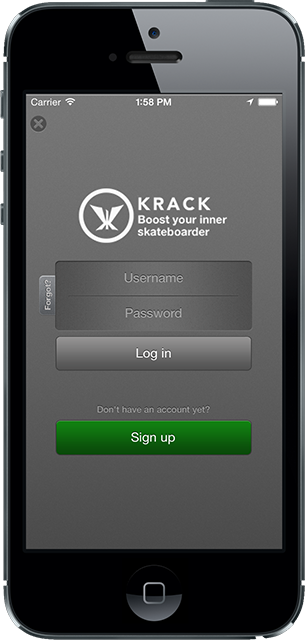 Carrier 1:58 PM
KRACK
Boost your inner
skateboarder
Username
Forgot?
Password
Log in
Don't have an account yet?
Sign up